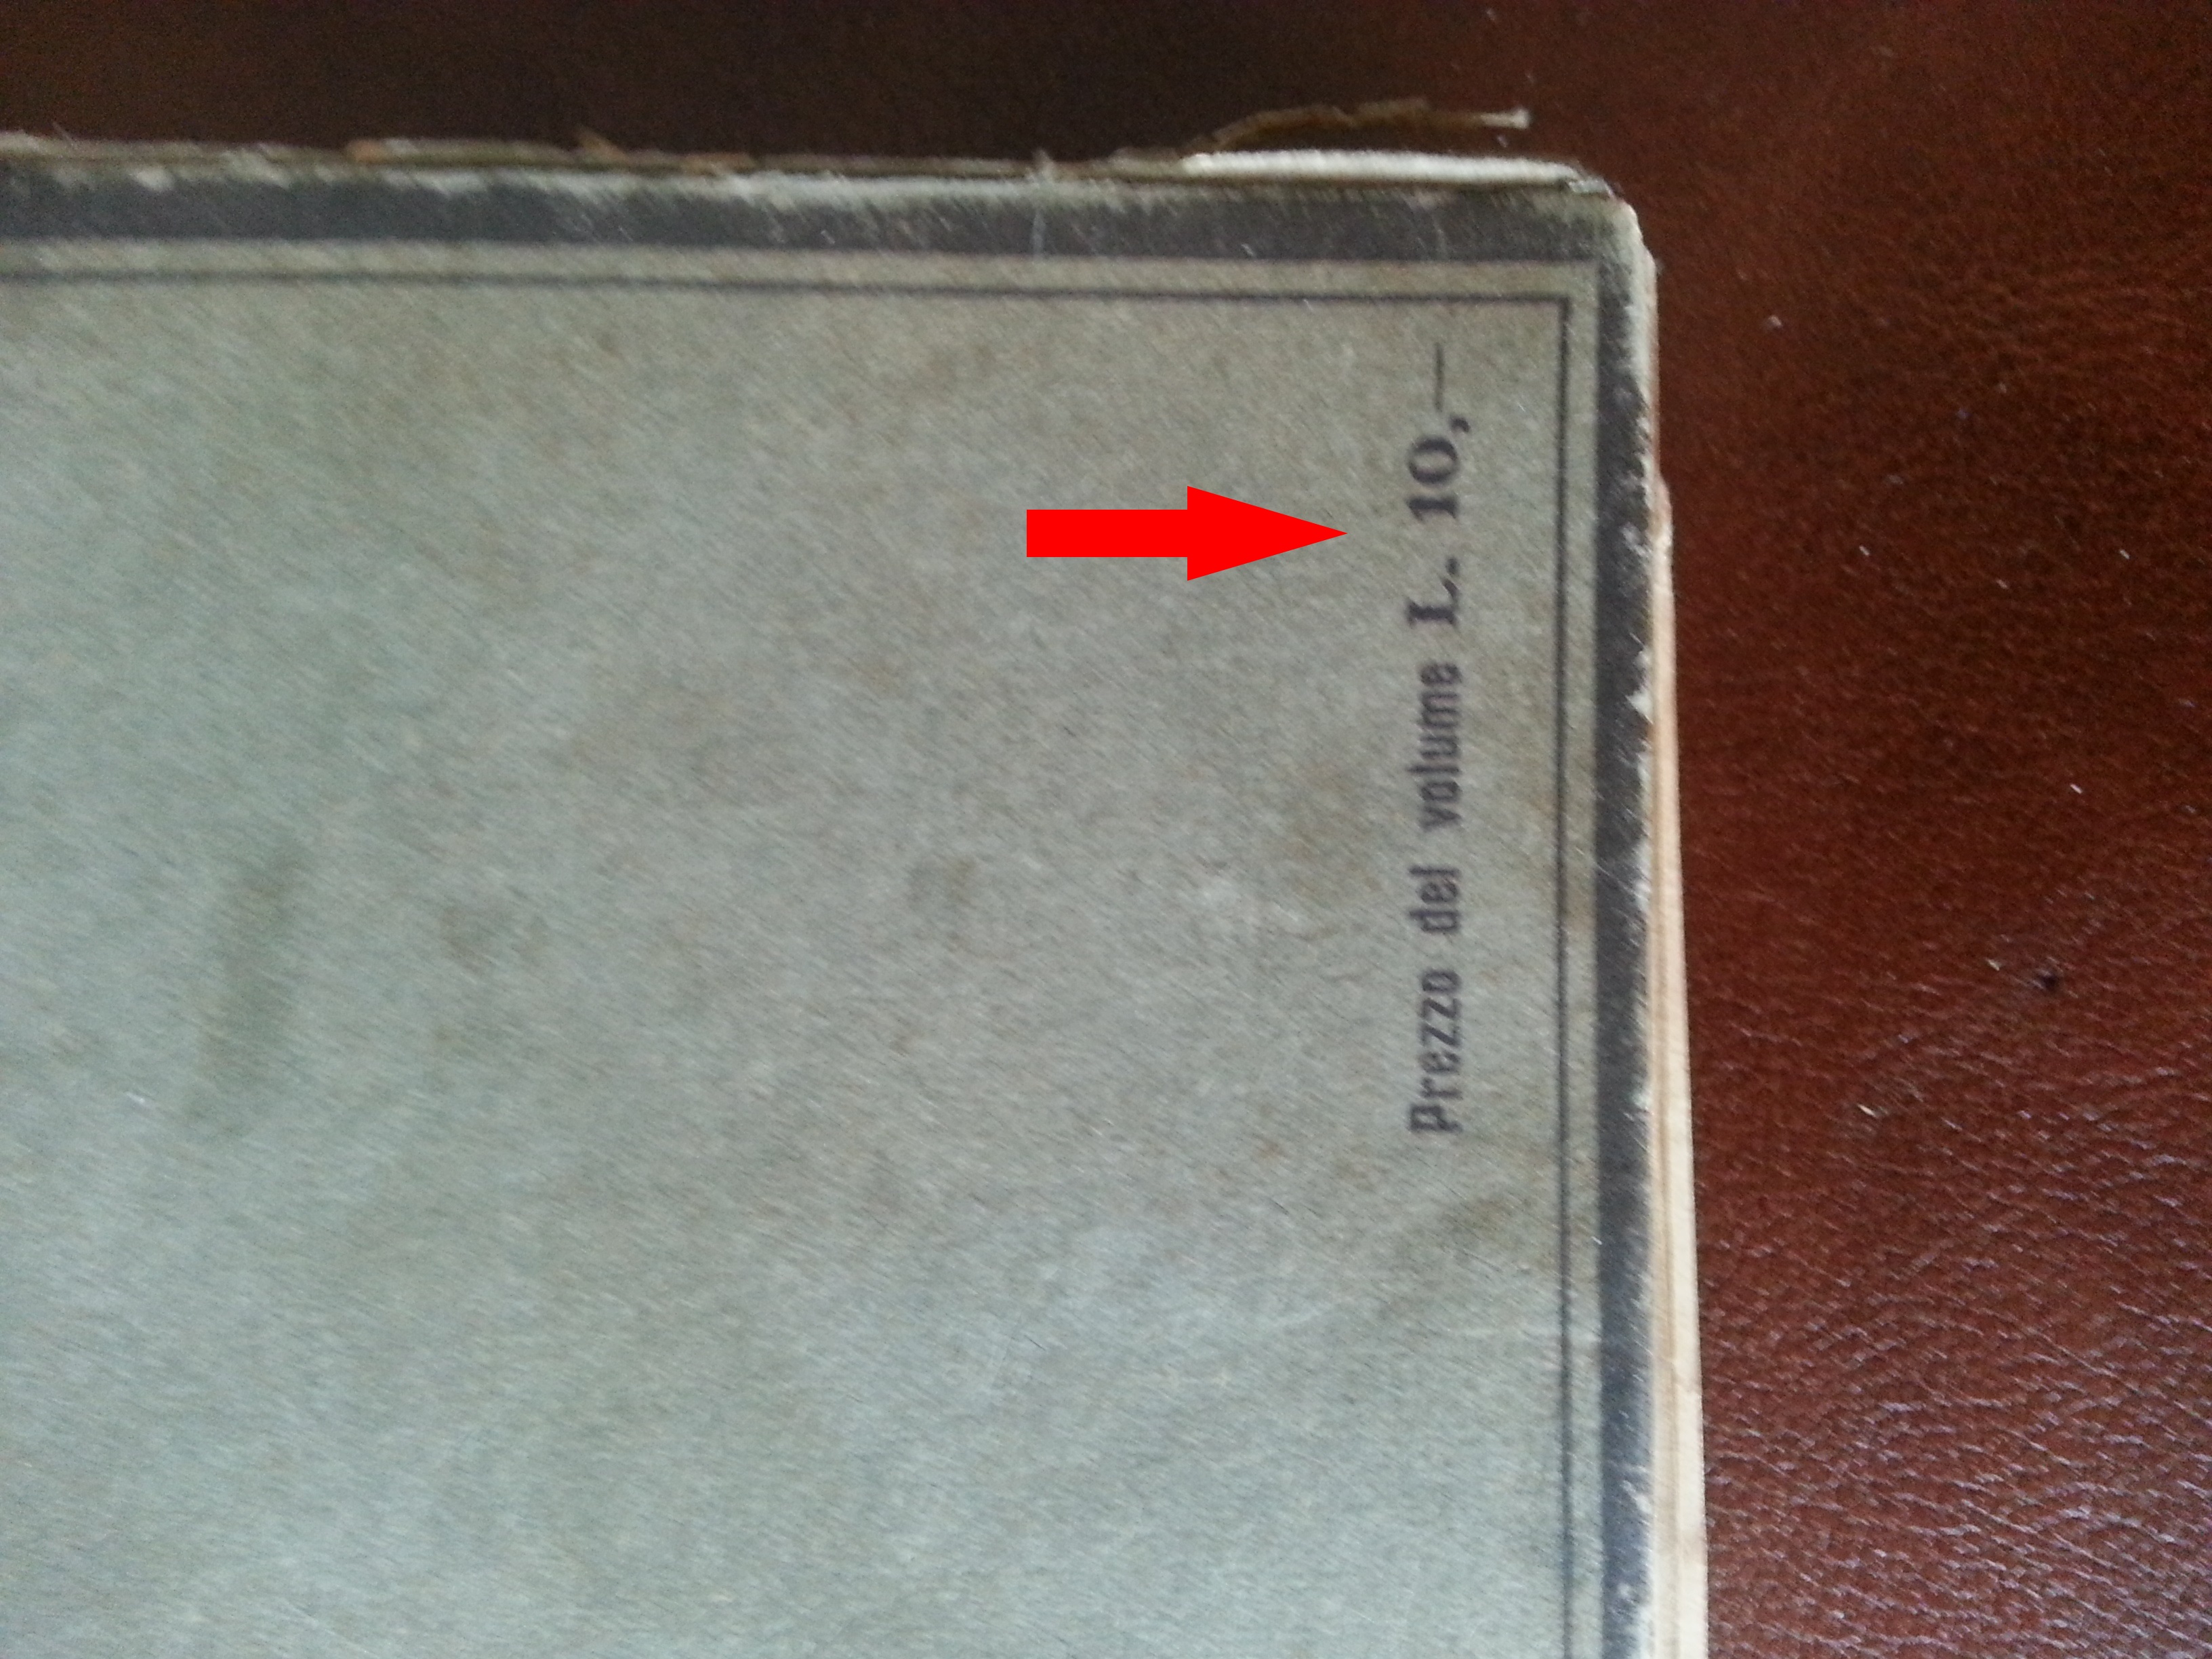 Prezzo del volume L. 10,—